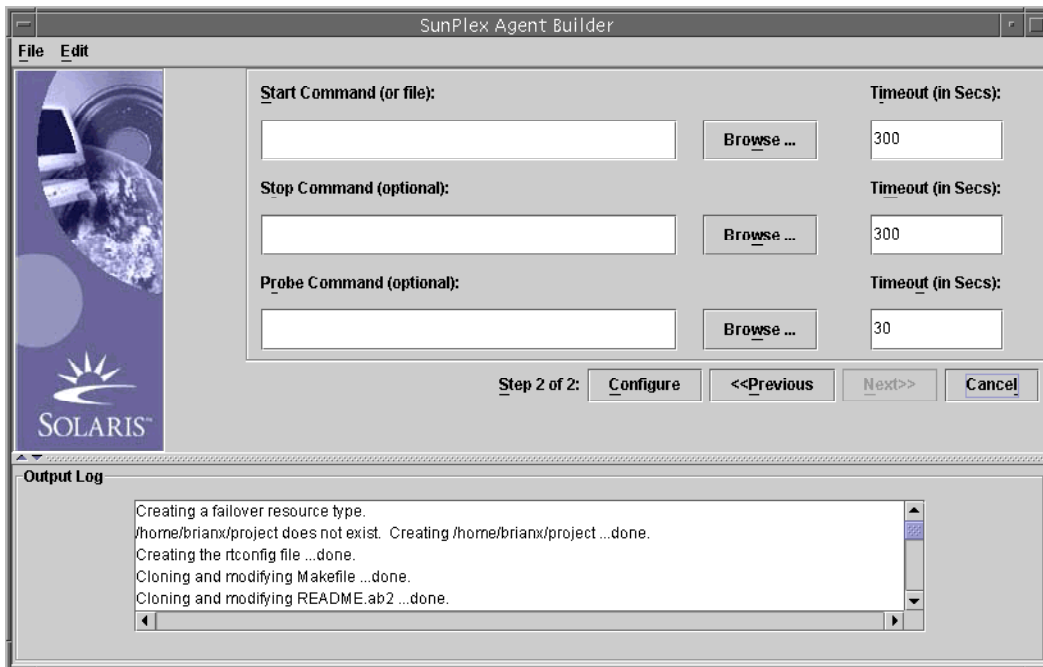 SunPlex Agent Builder
File Edit
Start Command (or file): Timeout (in Secs):
Browse ... 300
Stop Command (optional): Timeout (in Secs):
Browse ... 300
Probe Command (optional): Timeout (in Secs):
Browse ... 30
Step 2 of 2: Configure <<Previous Next>> Cancel
SOLARIS™
Output Log
Creating a failover resource type.
/home/brianx/project does not exist. Creating /home/brianx/project ...done.
Creating the rtconfig file ...done.
Cloning and modifying Makefile ...done.
Cloning and modifying README.ab2 ...done.